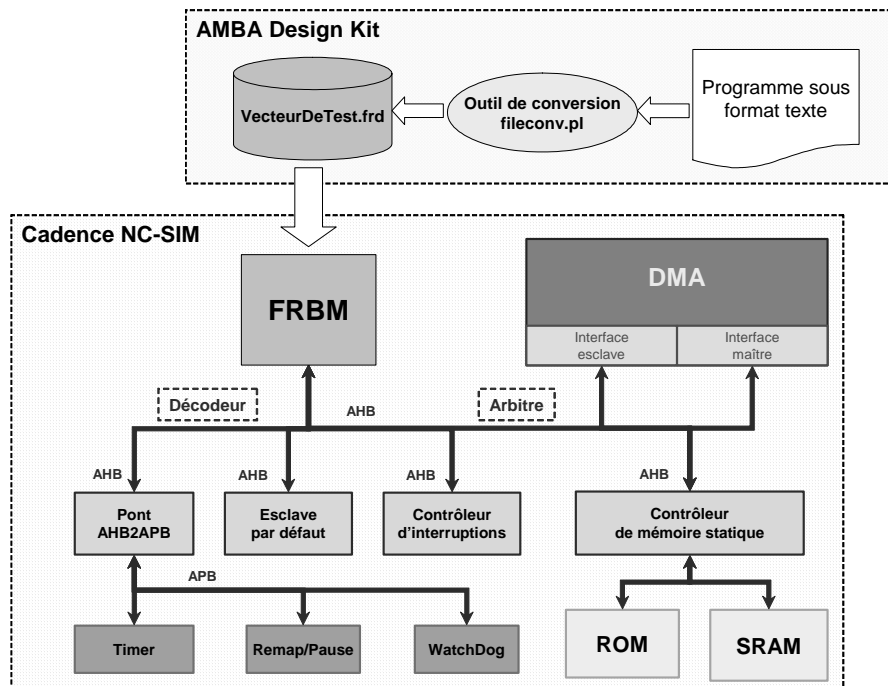 AMBA Design Kit
VecteurDeTest.frd
Outil de conversion
fileconv.pl
Programme sous
format texte
Cadence NC-SIM
FRBM
DMA
Interface
esclave
Interface
maître
Décodeur
AHB
Arbitre
AHB
AHB
AHB
AHB
Pont
AHB2APB
Esclave
par défaut
Contrôleur
d'interruptions
Contrôleur
de mémoire statique
APB
Timer
Remap/Pause
WatchDog
ROM
SRAM